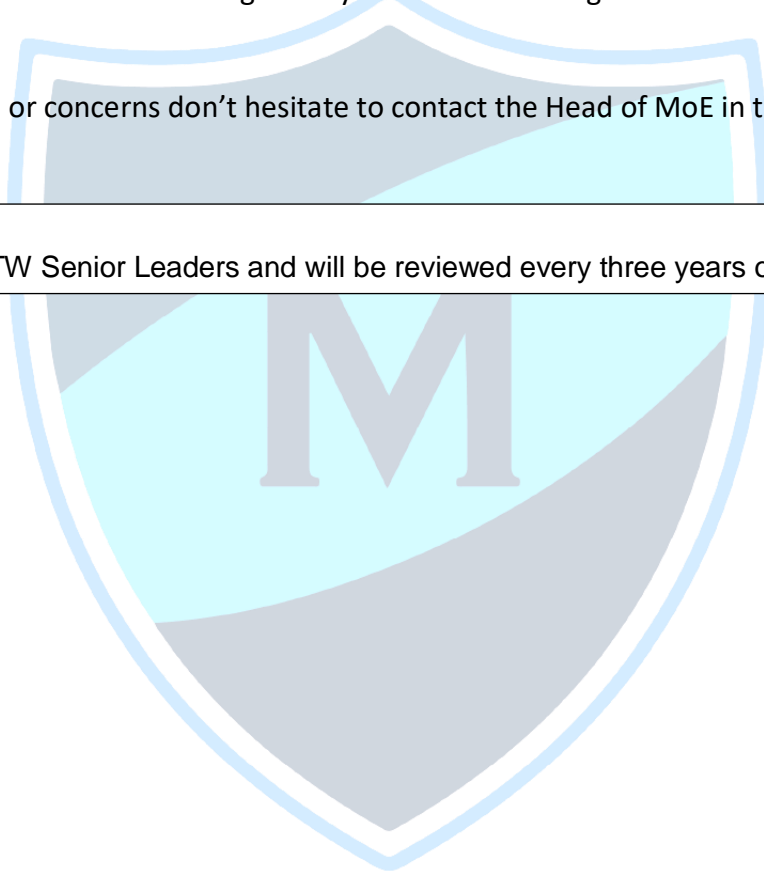 or concerns don’t hesitate to contact the Head of MoE in t
TW Senior Leaders and will be reviewed every three years o
M